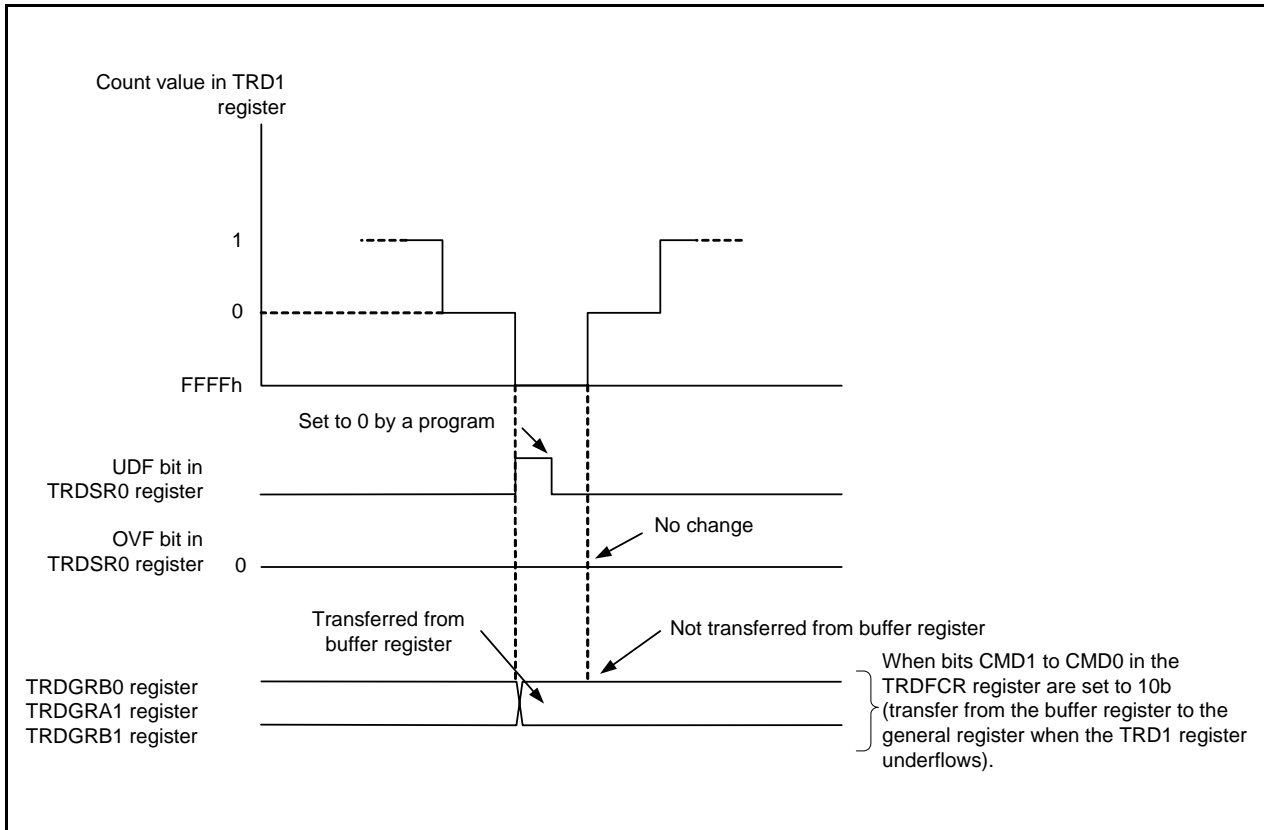 Count value in TRD1
register
1
0
FFFFh
Set to 0 by a program
UDF bit in
TRDSR0 register
No change
OVF bit in
TRDSR0 register
0
Transferred from
buffer register
Not transferred from buffer register
TRDGRB0 register
TRDGRA1 register
TRDGRB1 register
When bits CMD1 to CMD0 in the
TRDFCR register are set to 10b
(transfer from the buffer register to the
general register when the TRD1 register
underflows).